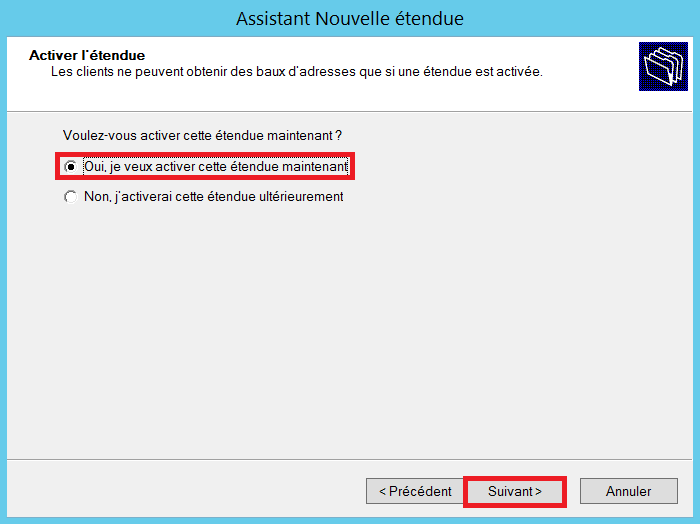 Assistant Nouvelle étendue
Activer l'étendue
Les clients ne peuvent obtenir des baux d'adresses que si une étendue est activée.
Voulez-vous activer cette étendue maintenant ?
Oui, je veux activer cette étendue maintenant
Non, j'activerai cette étendue ultérieurement
< Précédent Suivant > Annuler